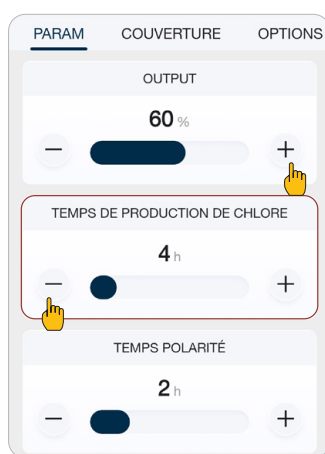 PARAM COUVERTURE OPTIONS
OUTPUT
60 %
− +
TEMPS DE PRODUCTION DE CHLORE
4 h
− +
TEMPS POLARITÉ
2 h
− +